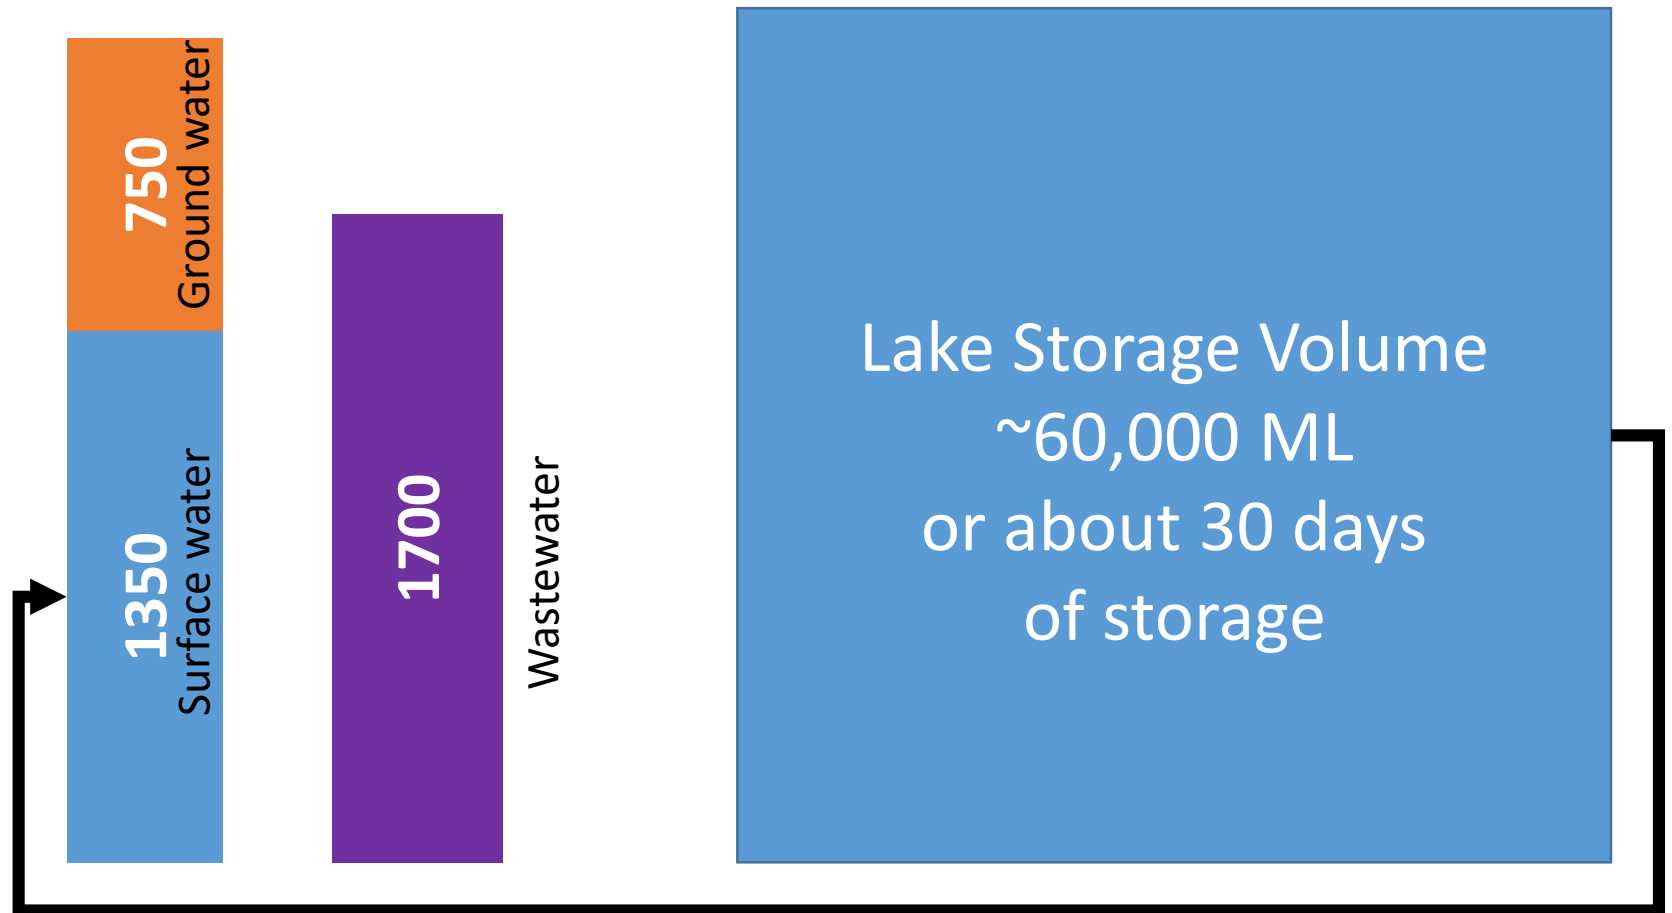 750
Ground water
1350
Surface water
1700
Wastewater
Lake Storage Volume
~60,000 ML
or about 30 days
of storage